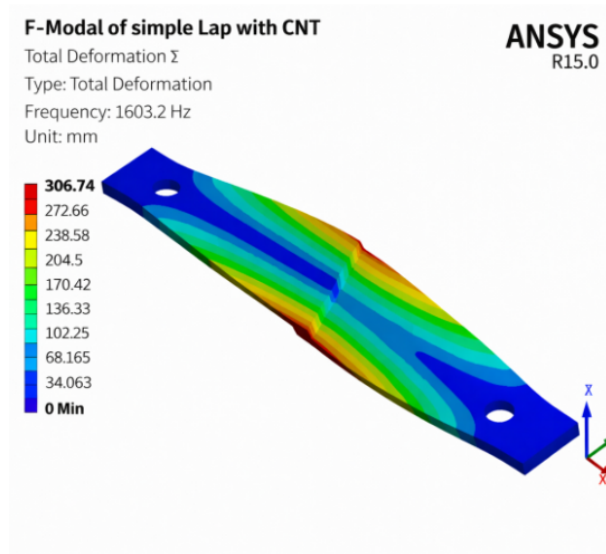 F-Modal of simple Lap with CNT
Total Deformation Σ
Type: Total Deformation
Frequency: 1603.2 Hz
Unit: mm
ANSYS
R15.0
306.74
272.66
238.58
204.5
170.42
136.33
102.25
68.165
34.063
0 Min
X
X